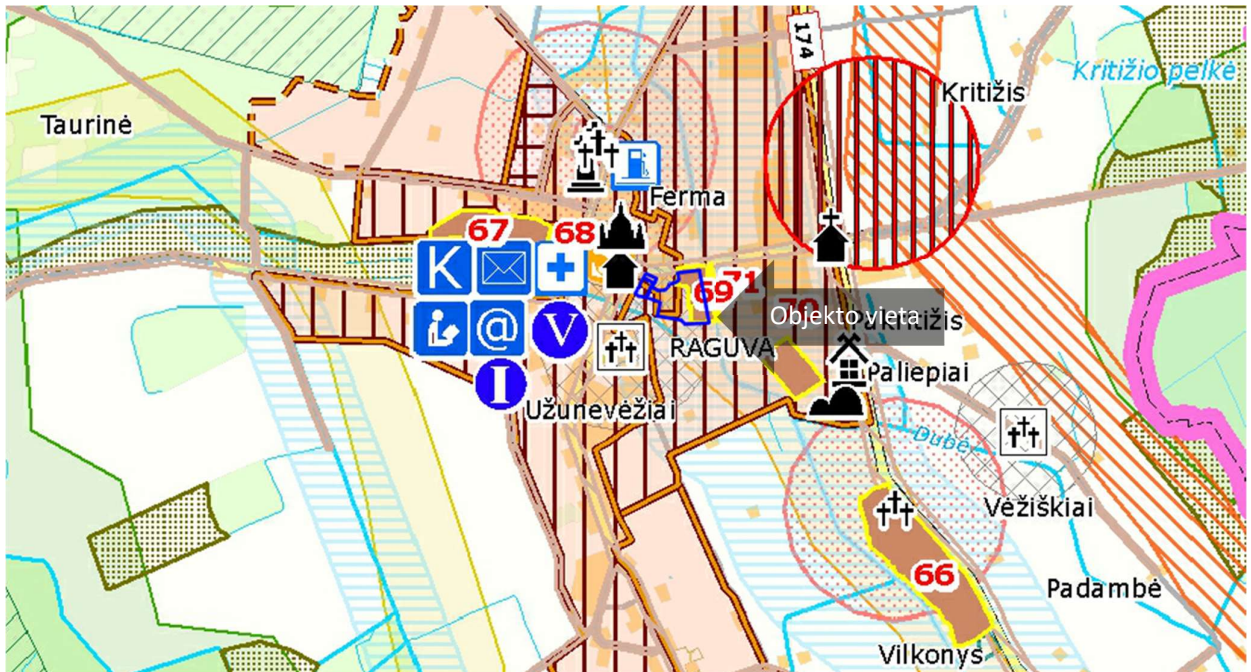 174
Kritižio pelkė
Kritižis
Taurinė
Ferma
67
68
K
69
71
70
Objekto vieta
Pakritižis
@
V
RAGUVA
Paliepiai
I
Užunevėžiai
Dubė
Vėžiškiai
66
Padambė
Vilkonys